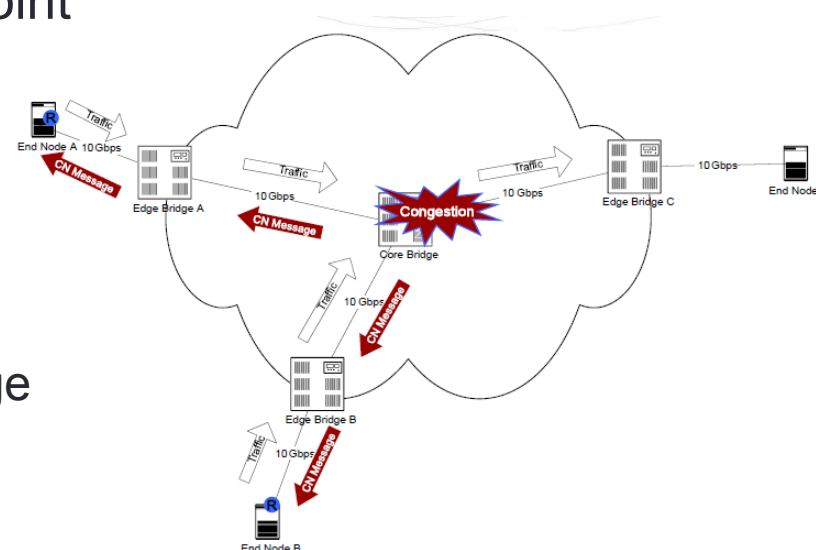 oint
Traffic
R
End Node A
10 Gbps
CN Message
Edge Bridge A
Traffic
10 Gbps
CN Message
Congestion
Core Bridge
Traffic
10 Gbps
Edge Bridge C
10 Gbps
End Node
Traffic
10 Gbps
CN Message
ge
Edge Bridge B
Traffic
10 Gbps
CN Message
R
End Node B